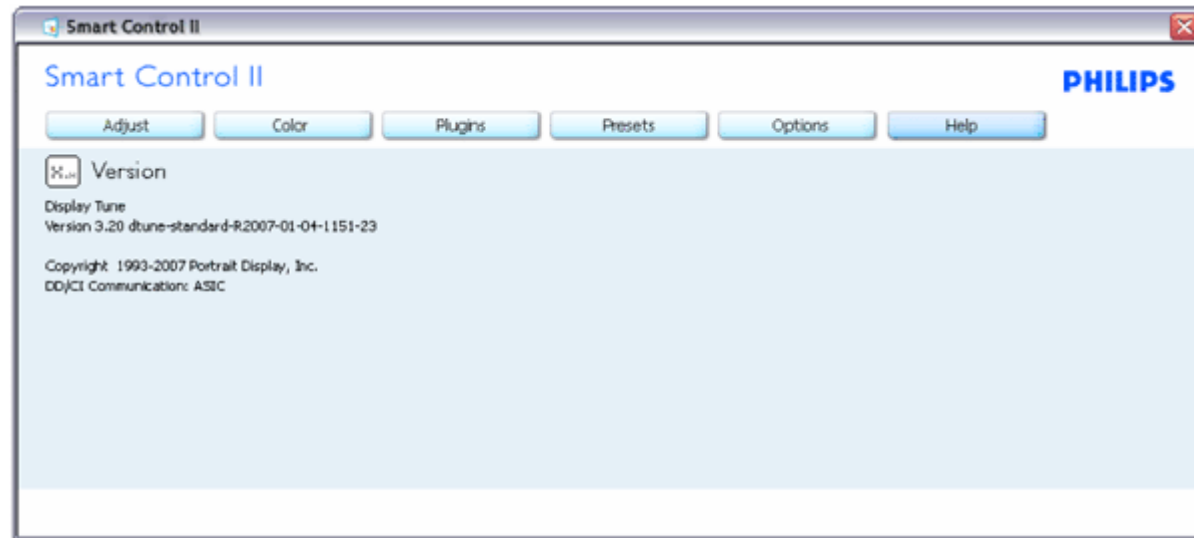 Smart Control II
Smart Control II
PHILIPS
Adjust Color Plugins Presets Options Help
Version
Display Tune
Version 3.20 dtune-standard-R2007-01-04-1151-23
Copyright 1993-2007 Portrait Display, Inc.
DD/CI Communication: ASIC